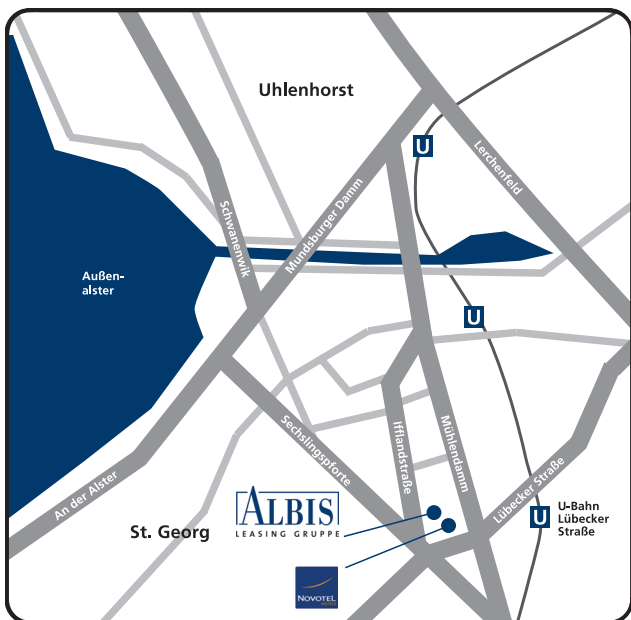 Uhlenhorst
U
Lerchenfeld
Mundsburger Damm
Schwanenwik
Außen-
alster
U
Sechslingspforte
Ifflandstraße
Mühlendamm
Lübecker Straße
An der Alster
St. Georg
ALBIS
LEASING GRUPPE
U
U-Bahn
Lübecker
Straße
NOVOTEL
HOTELS